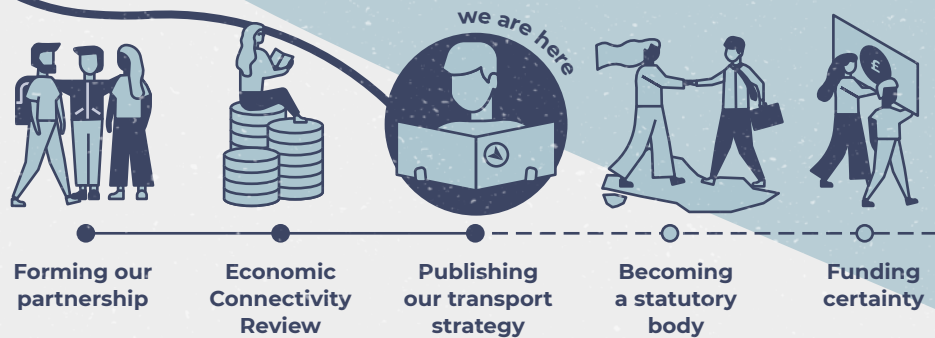 we are here
£
Forming our
partnership
Economic
Connectivity
Review
Publishing
our transport
strategy
Becoming
a statutory
body
Funding
certainty